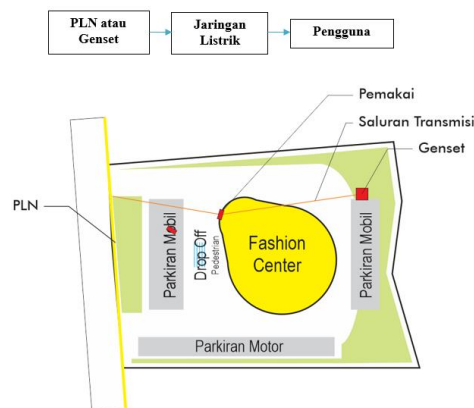 PLN atau
Genset
Jaringan
Listrik
Pengguna
Pemakai
Saluran Transmisi
Genset
PLN
Parkiran Mobil
Drop Off
Pedestrian
Fashion
Center
Parkiran Mobil
Parkiran Motor